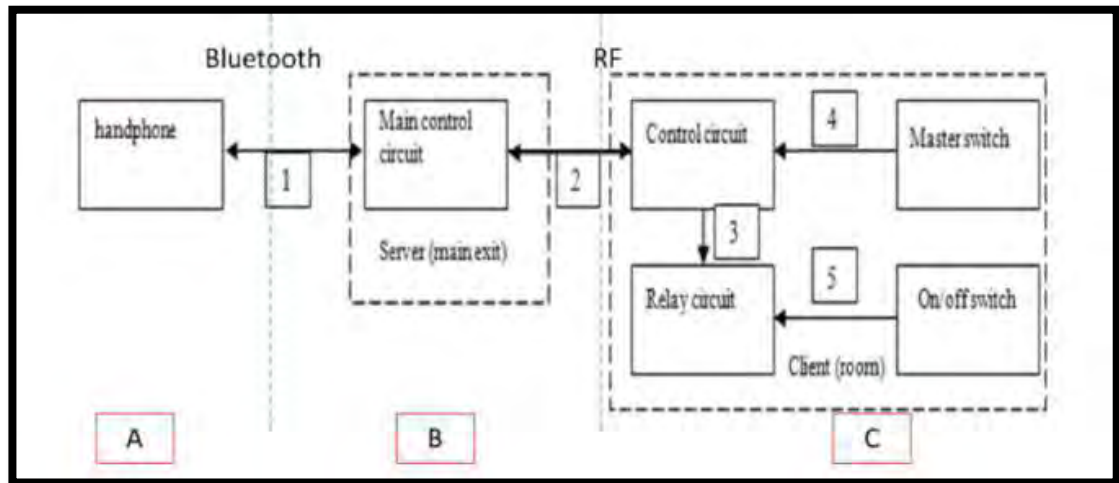 Bluetooth
RF
handphone
1
Main control
circuit
Server (main exit)
2
Control circuit
4
Master switch
3
Relay circuit
5
On/off switch
Client (room)
A
B
C